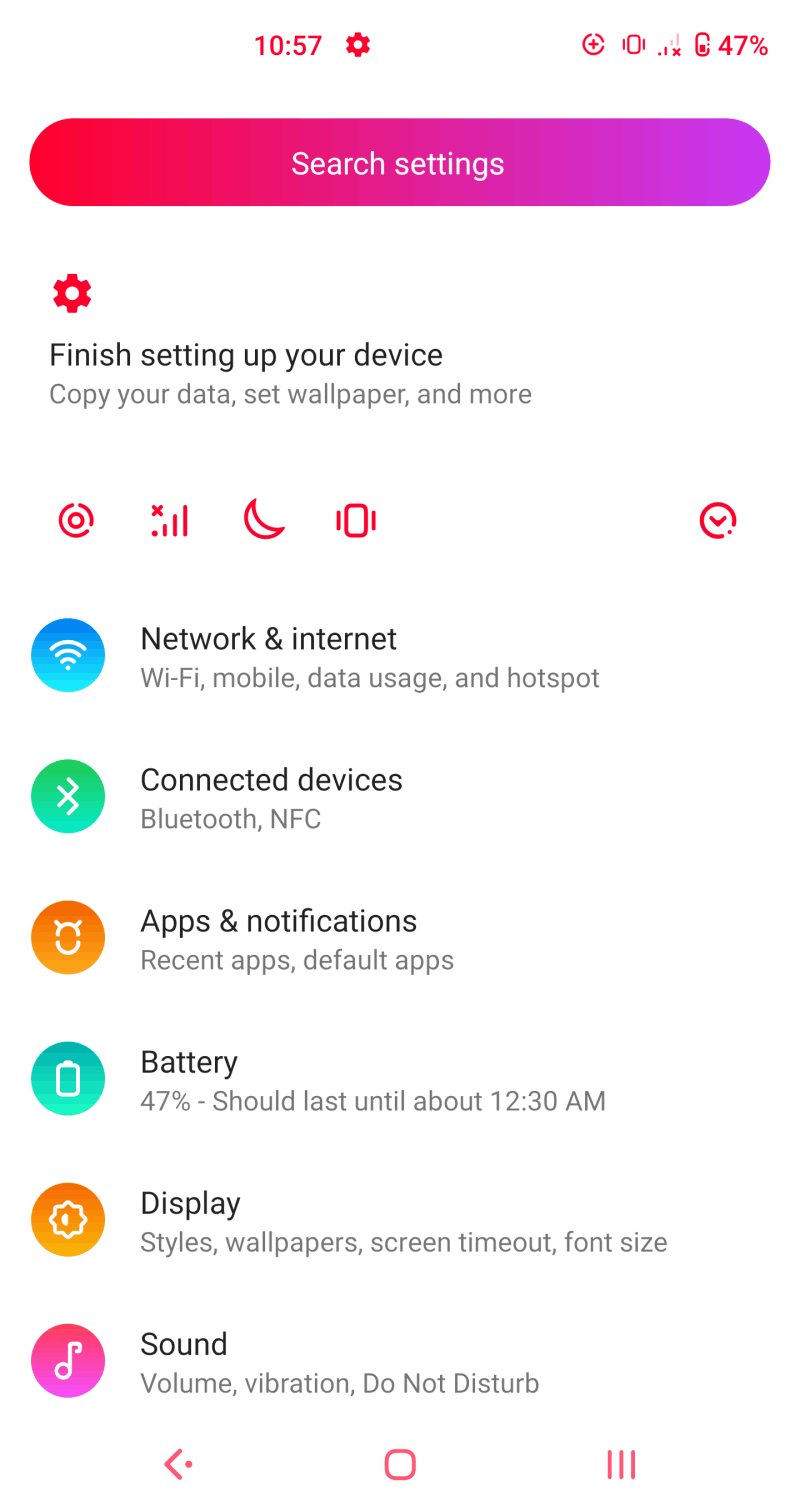 10:57 47%
Search settings
Finish setting up your device
Copy your data, set wallpaper, and more
Network & internet
Wi-Fi, mobile, data usage, and hotspot
Connected devices
Bluetooth, NFC
Apps & notifications
Recent apps, default apps
Battery
47% - Should last until about 12:30 AM
Display
Styles, wallpapers, screen timeout, font size
Sound
Volume, vibration, Do Not Disturb